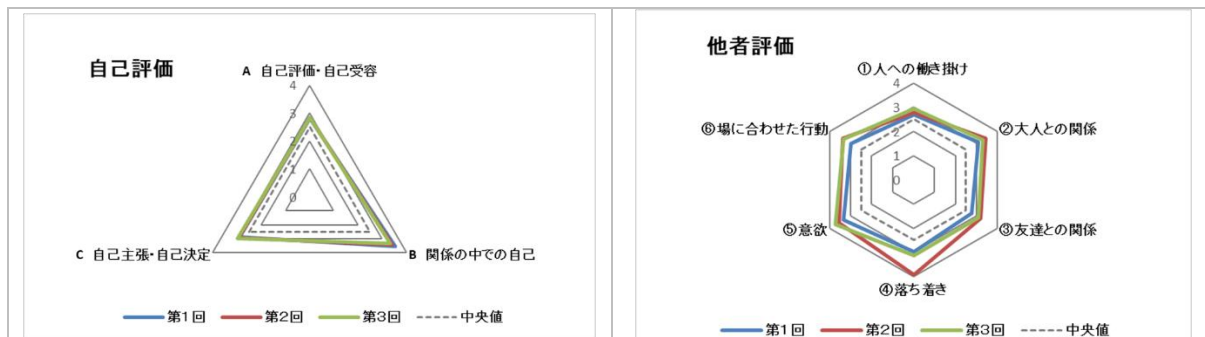 自己評価
A 自己評価・自己受容
4
3
2
1
0
C 自己主張・自己決定
B 関係の中での自己
第1回 第2回 第3回 中央値
他者評価
①人への働き掛け
4
3
2
1
0
⑥場に合わせた行動
②大人との関係
⑤意欲
③友達との関係
④落ち着き
第1回 第2回 第3回 中央値